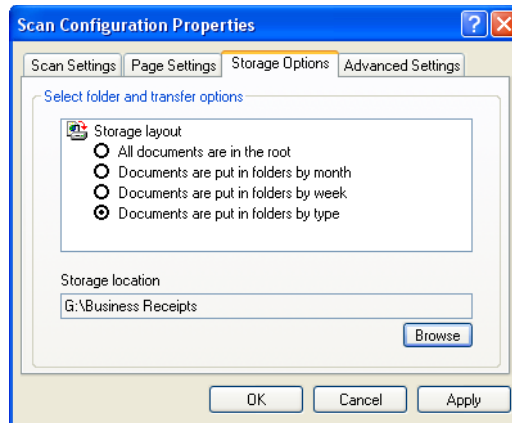 Scan Configuration Properties
Scan Settings Page Settings Storage Options Advanced Settings
Select folder and transfer options
Storage layout
All documents are in the root
Documents are put in folders by month
Documents are put in folders by week
Documents are put in folders by type
Storage location
G:\Business Receipts
Browse
OK Cancel Apply